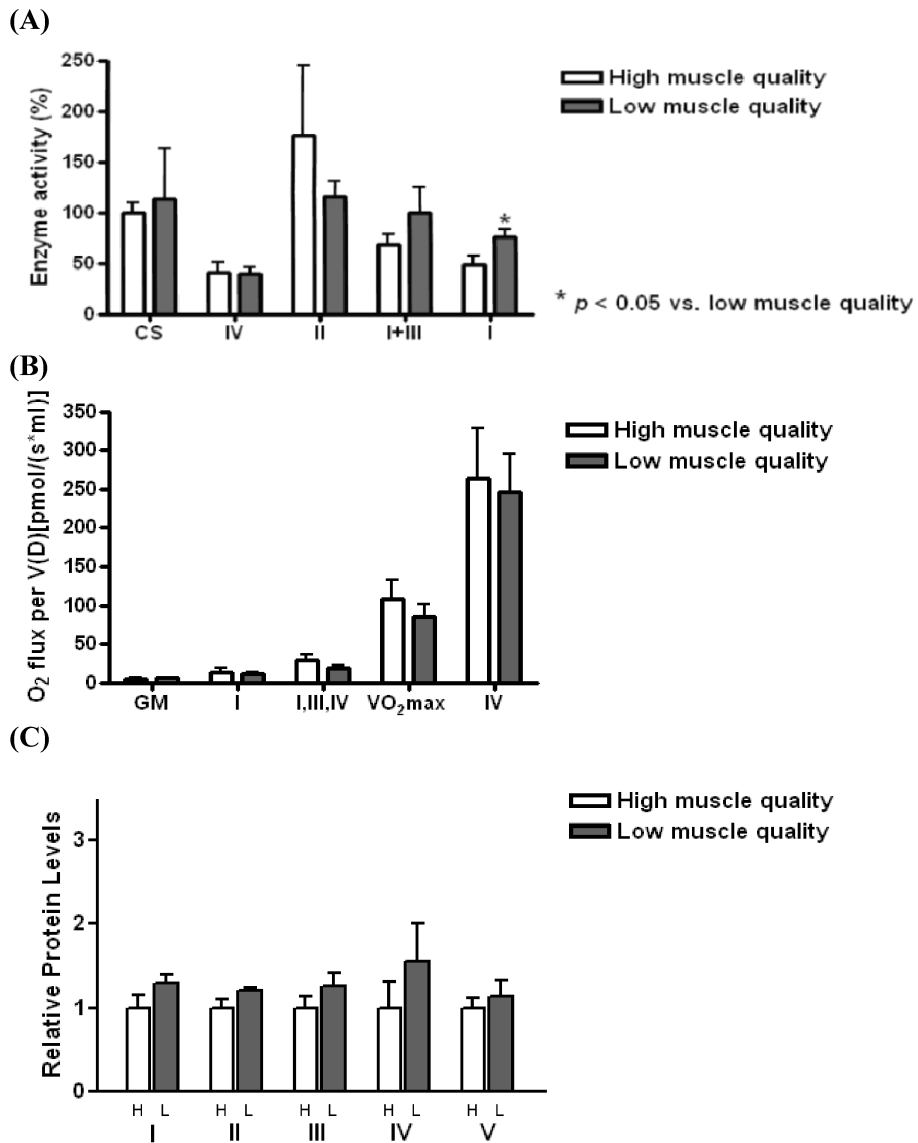 (A)
Enzyme activity (%)
250
200
150
100
50
0
CS IV II I+III I
*
High muscle quality
Low muscle quality
* p < 0.05 vs. low muscle quality
(B)
O2 flux per V(D)[pmol/(s*ml)]
350
300
250
200
150
100
50
0
GM I I,III,IV VO2max IV
High muscle quality
Low muscle quality
(C)
Relative Protein Levels
3
2
1
0
H L H L H L H L H L
I II III IV V
High muscle quality
Low muscle quality